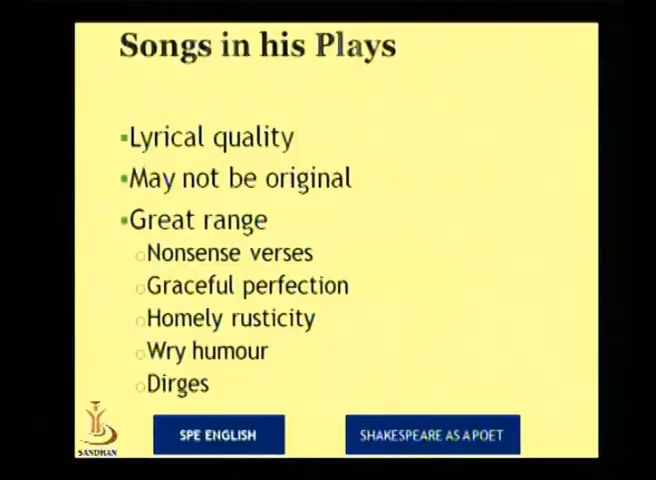 Songs in his Plays
Lyrical quality
May not be original
Great range
Nonsense verses
Graceful perfection
Homely rusticity
Wry humour
Dirges
SANDHAN
SPE ENGLISH
SHAKESPEARE AS A POET